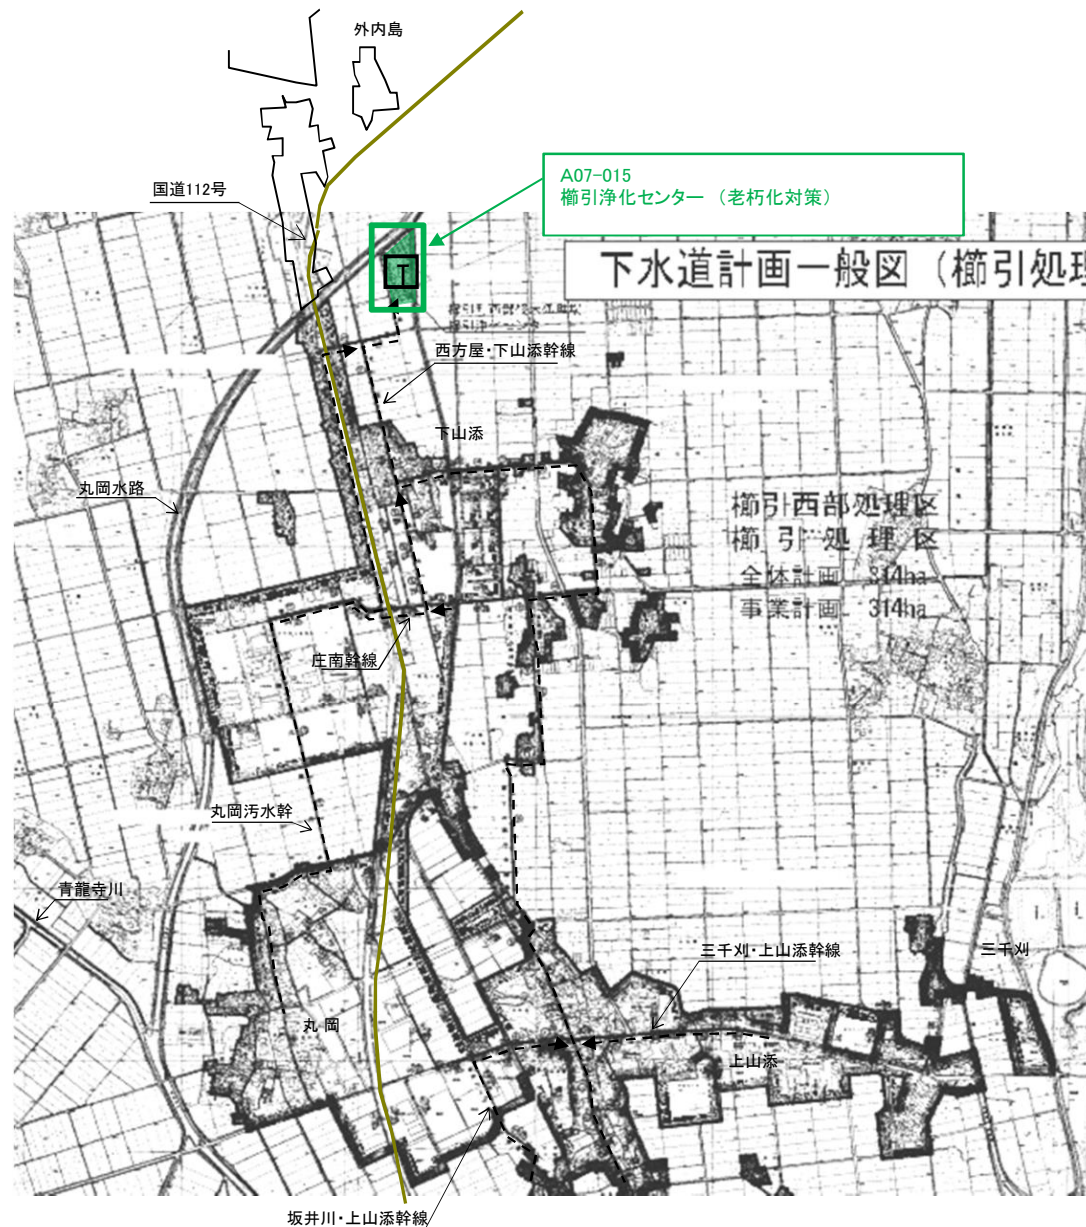 外内島
国道112号
A07-015
櫛引浄化センター (老朽化対策)
下水道計画一般図(櫛引処理
西方屋・下山添幹線
下山添
丸岡水路
櫛引西部処理区
櫛引処理区
全体計画 314ha
事業計画 314ha
庄南幹線
丸岡汚水幹
青龍寺川
三千刈・上山添幹線
三千刈
丸岡
上山添
坂井川・上山添幹線